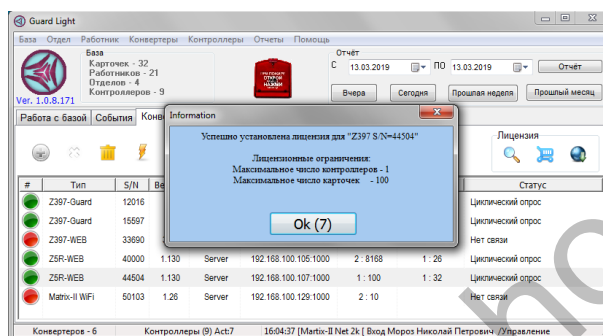 Guard Light
База Отдел Работник Конвертеры Контроллеры Отчеты Помощь
База
Карточек - 32
Работников - 21
Отделов - 4
Контроллеров - 9
Ver. 1.0.8.171
ПРИ ПОЖАРЕ
ОТКРОЙ
НАЖМИ
Отчёт
С 13.03.2019 ПО 13.03.2019 Отчёт
Вчера Сегодня Прошлая неделя Прошлый месяц
Работа с базой События
Лицензия
Information
Успешно установлена лицензия для "Z397 S/N=44504"
Лицензионные ограничения:
Максимальное число контроллеров - 1
Максимальное число карточек - 100
Ok (7)
# Тип S/N Статус
Z397-Guard 12016 Циклический опрос
Z397-Guard 15597 Циклический опрос
Z397-WEB 33690 Нет связи
Z5R-WEB 40000 1.130 Server 192.168.100.105:1000 2 : 8168 1 : 26 Циклический опрос
Z5R-WEB 44504 1.130 Server 192.168.100.107:1000 1 : 100 1 : 32 Циклический опрос
Matrix-II WiFi 50103 1.26 Server 192.168.100.129:1000 2 : 10 Нет связи
Конвертеров - 6 Контроллеры (9) Act:7 16:04:37 [Martix-II Net 2k [ Вход Мороз Николай Петрович /Управление